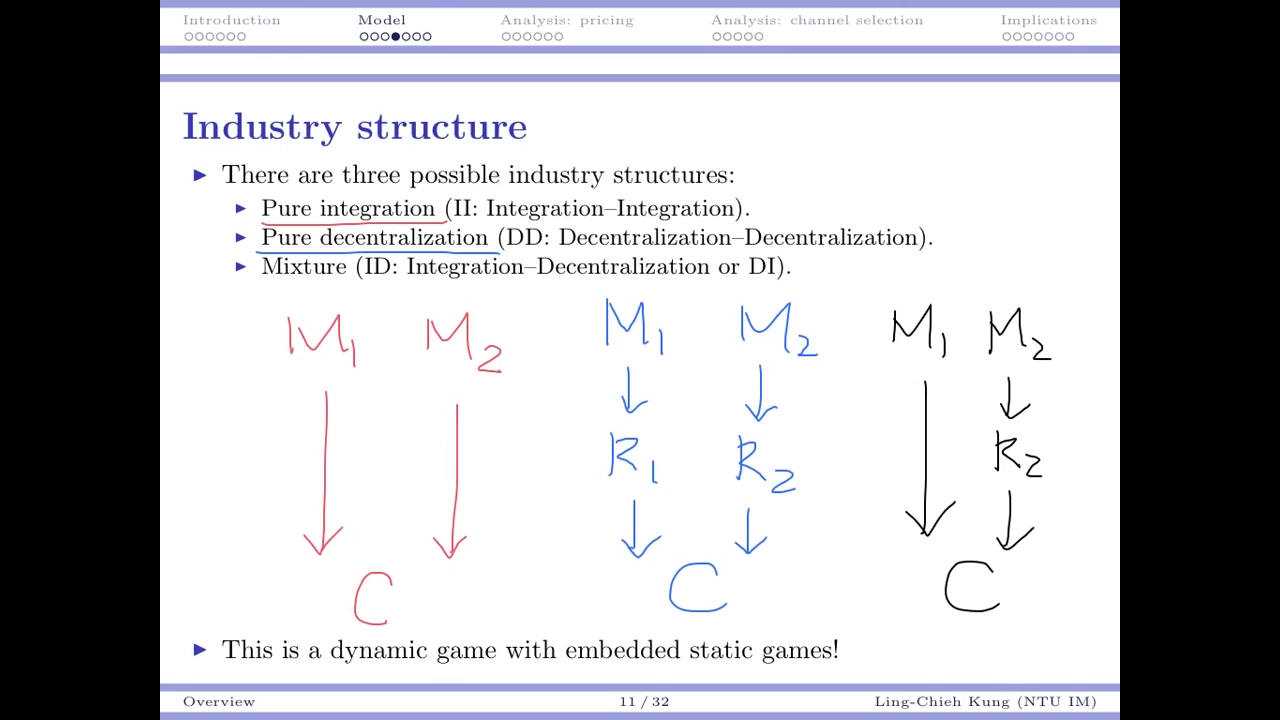 Introduction Model Analysis: pricing Analysis: channel selection Implications
Industry structure
There are three possible industry structures:
Pure integration (II: Integration–Integration).
Pure decentralization (DD: Decentralization–Decentralization).
Mixture (ID: Integration–Decentralization or DI).
M1 M2 M1 M2 M1 M2
R1 R2 R2
C C C
This is a dynamic game with embedded static games!
Overview 11 / 32 Ling-Chieh Kung (NTU IM)